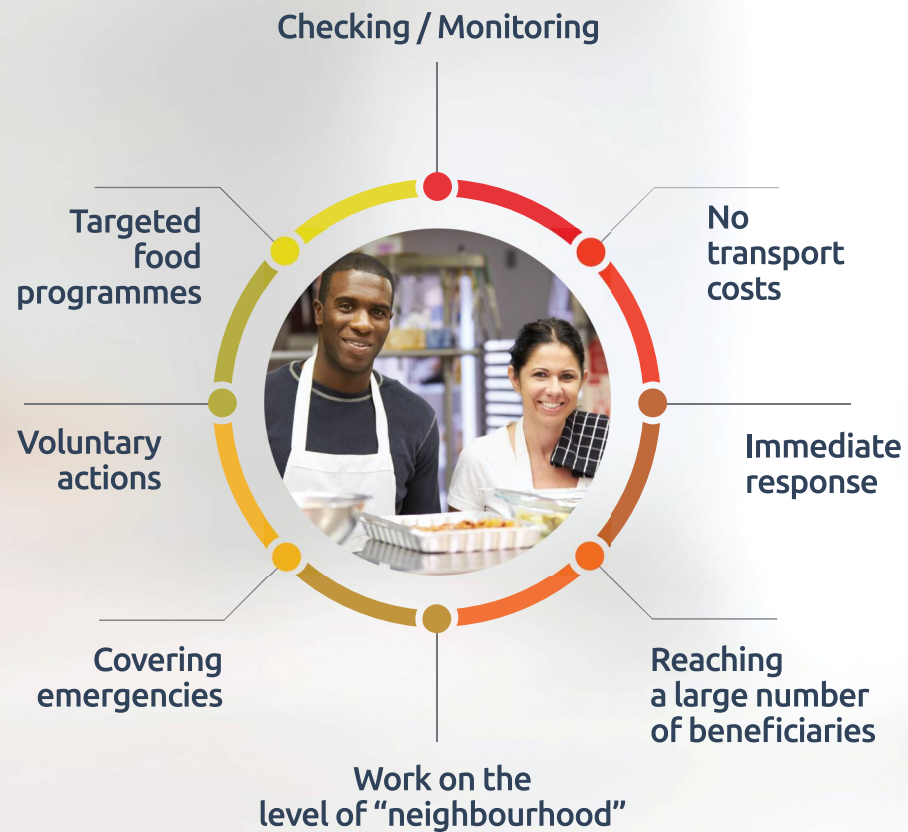 Checking / Monitoring
No
transport
costs
Immediate
response
Reaching
a large number
of beneficiaries
Work on the
level of “neighbourhood”
Covering
emergencies
Voluntary
actions
Targeted
food
programmes